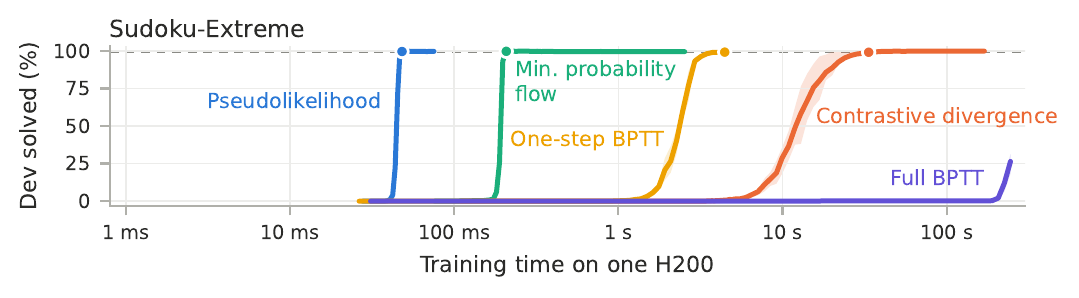 Sudoku-Extreme
Dev solved (%)
100
75
50
25
0
Pseudolikelihood
Min. probability
flow
One-step BPTT
Contrastive divergence
Full BPTT
1 ms
10 ms
100 ms
1 s
10 s
100 s
Training time on one H200